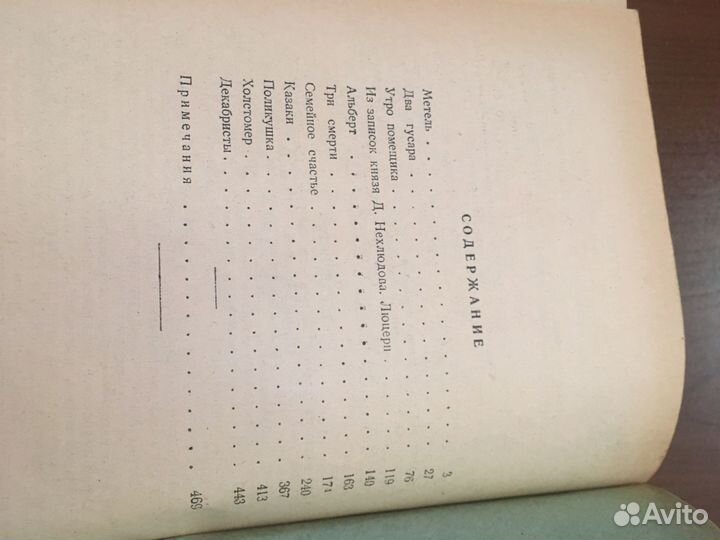 СОДЕРЖАНИЕ
Метель . . . . . . . . . . . . . . . . . 3
Два гусара . . . . . . . . . . . . . . . 27
Утро помещика . . . . . . . . . . . . . 76
Из записок князя Д. Нехлюдова. Люцерн . . . 119
Альберт . . . . . . . . . . . . . . . . 140
Три смерти . . . . . . . . . . . . . . . 163
Семейное счастье . . . . . . . . . . . . 174
Казаки . . . . . . . . . . . . . . . . . 240
Поликушка . . . . . . . . . . . . . . . 367
Холстомер . . . . . . . . . . . . . . . 413
Декабристы . . . . . . . . . . . . . . . 443
Примечания . . . . . . . . . . . . . . . 469
Avito